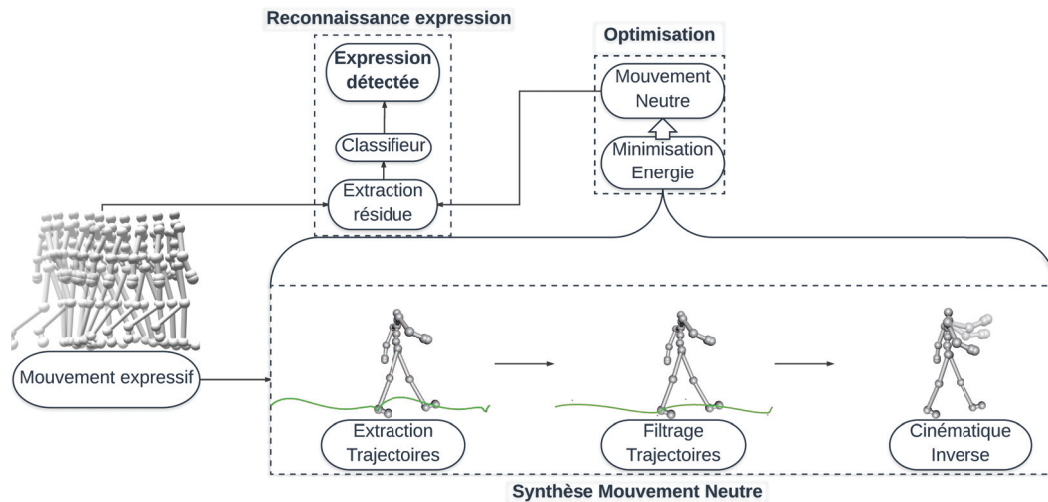 Reconnaissance expression
Expression
détectée
Classifieur
Extraction
résidue
Optimisation
Mouvement
Neutre
Minimisation
Energie
Mouvement expressif
Extraction
Trajectoires
Filtrage
Trajectoires
Cinématique
Inverse
Synthèse Mouvement Neutre